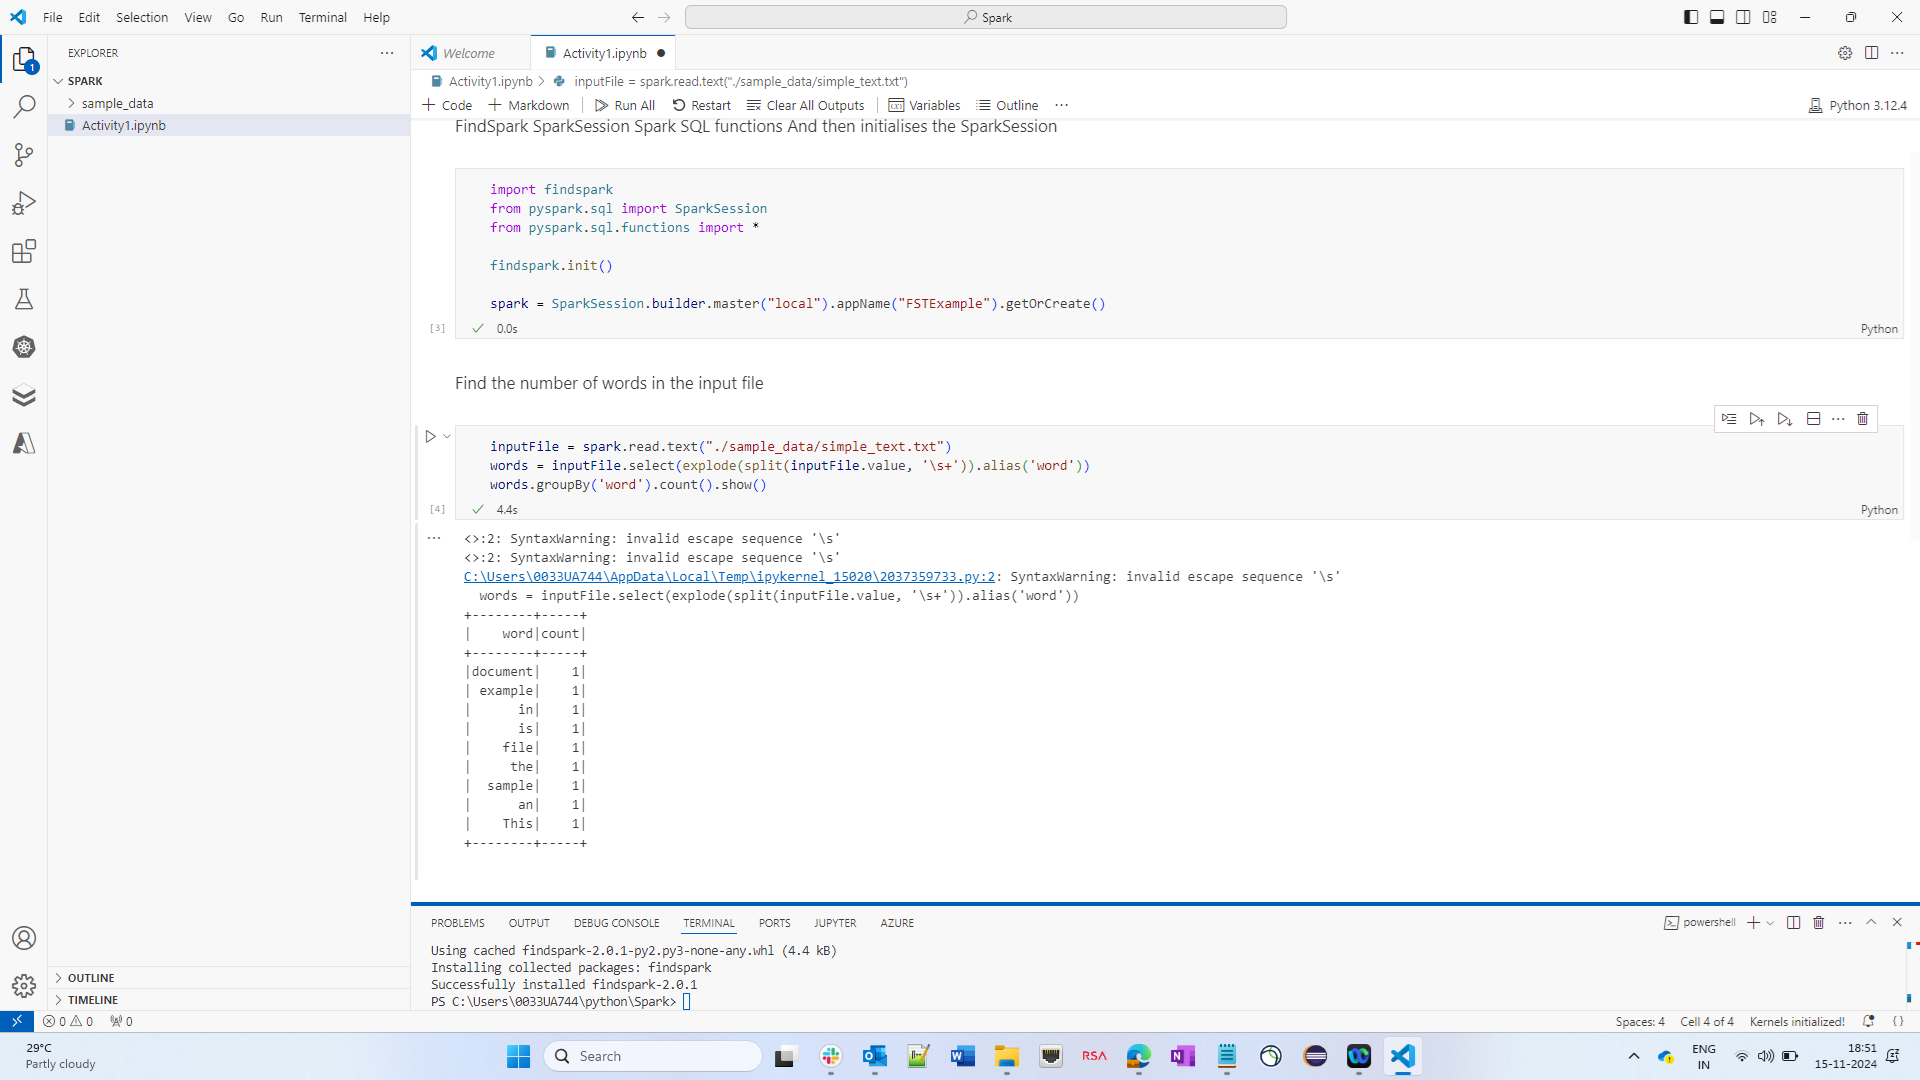 File Edit Selection View Go Run Terminal Help
Spark
EXPLORER
SPARK
sample_data
Activity1.ipynb
1
OUTLINE
TIMELINE
Welcome
Activity1.ipynb
Activity1.ipynb > inputFile = spark.read.text("./sample_data/simple_text.txt")
+ Code + Markdown Run All Restart Clear All Outputs Variables Outline ...
Python 3.12.4
FindSpark SparkSession Spark SQL functions And then initialises the SparkSession
import findspark
from pyspark.sql import SparkSession
from pyspark.sql.functions import *
findspark.init()
spark = SparkSession.builder.master("local").appName("FSTExample").getOrCreate()
[3] 0.0s Python
Find the number of words in the input file
inputFile = spark.read.text("./sample_data/simple_text.txt")
words = inputFile.select(explode(split(inputFile.value, '\s+')).alias('word'))
words.groupBy('word').count().show()
[4] 4.4s Python
<>:2: SyntaxWarning: invalid escape sequence '\s'
<>:2: SyntaxWarning: invalid escape sequence '\s'
C:\Users\0033UA744\AppData\Local\Temp\ipykernel_15020\2037359733.py:2: SyntaxWarning: invalid escape sequence '\s'
words = inputFile.select(explode(split(inputFile.value, '\s+')).alias('word'))
+--------+-----+
|    word|count|
+--------+-----+
|document|    1|
| example|    1|
|      in|    1|
|      is|    1|
|    file|    1|
|     the|    1|
|  sample|    1|
|      an|    1|
|    This|    1|
+--------+-----+
PROBLEMS OUTPUT DEBUG CONSOLE TERMINAL PORTS JUPYTER AZURE
powershell
Using cached findspark-2.0.1-py2.py3-none-any.whl (4.4 kB)
Installing collected packages: findspark
Successfully installed findspark-2.0.1
PS C:\Users\0033UA744\python\Spark>
0 0 0
Spaces: 4 Cell 4 of 4 Kernels initialized!
29°C
Partly cloudy
Search
RSA
ENG
IN
18:51
15-11-2024